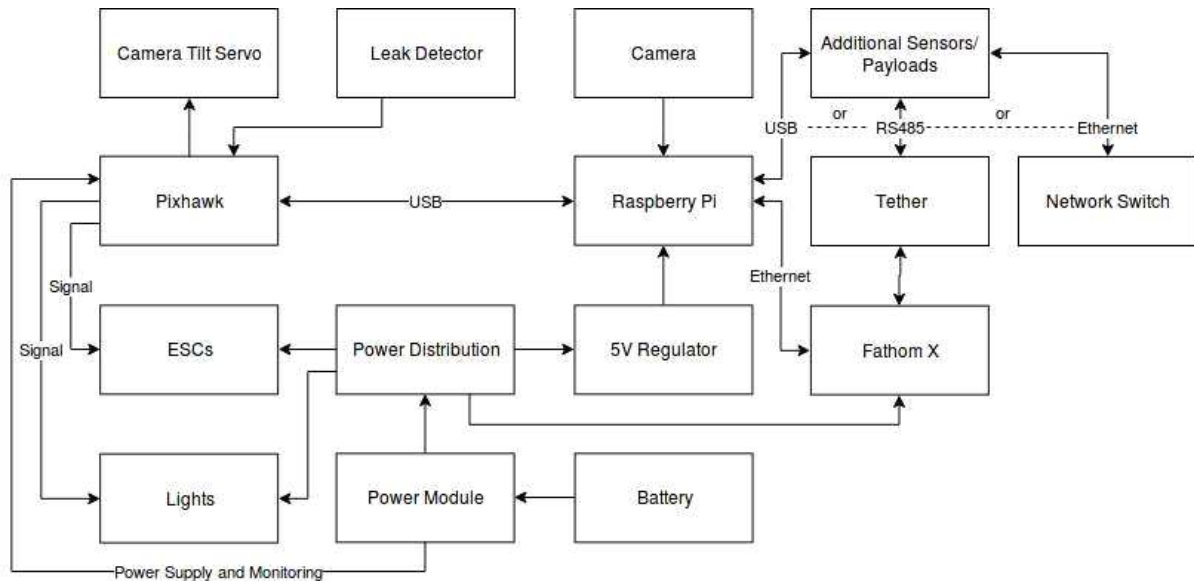 Camera Tilt Servo
Leak Detector
Camera
Additional Sensors/
Payloads
or
or
USB
RS485
Ethernet
Pixhawk
USB
Raspberry Pi
Tether
Network Switch
Signal
Ethernet
Signal
ESCs
Power Distribution
5V Regulator
Fathom X
Lights
Power Module
Battery
Power Supply and Monitoring